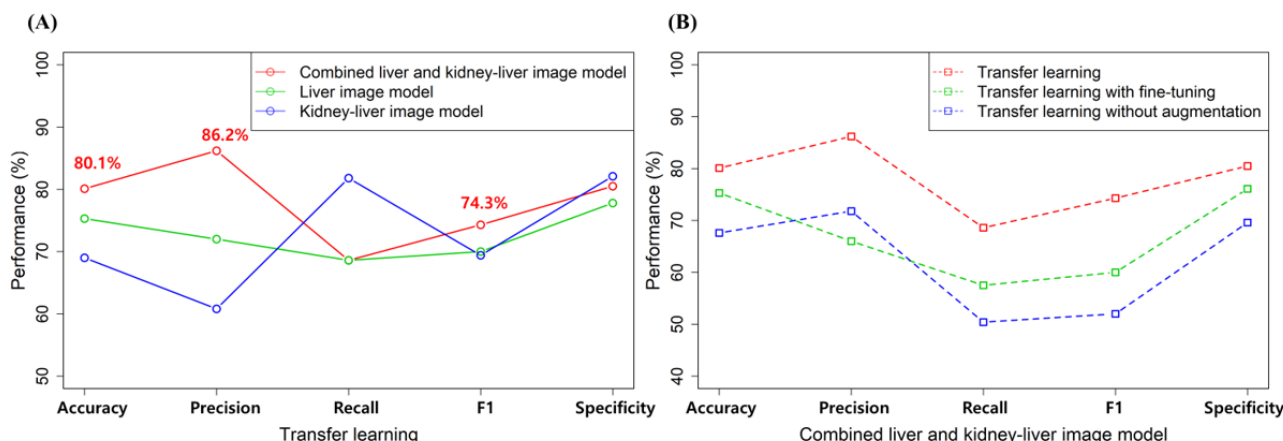 (A)
Performance (%)
100
90
80
70
60
50
Combined liver and kidney-liver image model
Liver image model
Kidney-liver image model
80.1%
86.2%
74.3%
Accuracy
Precision
Recall
F1
Specificity
Transfer learning
(B)
Performance (%)
100
90
80
70
60
50
40
Transfer learning
Transfer learning with fine-tuning
Transfer learning without augmentation
Accuracy
Precision
Recall
F1
Specificity
Combined liver and kidney-liver image model